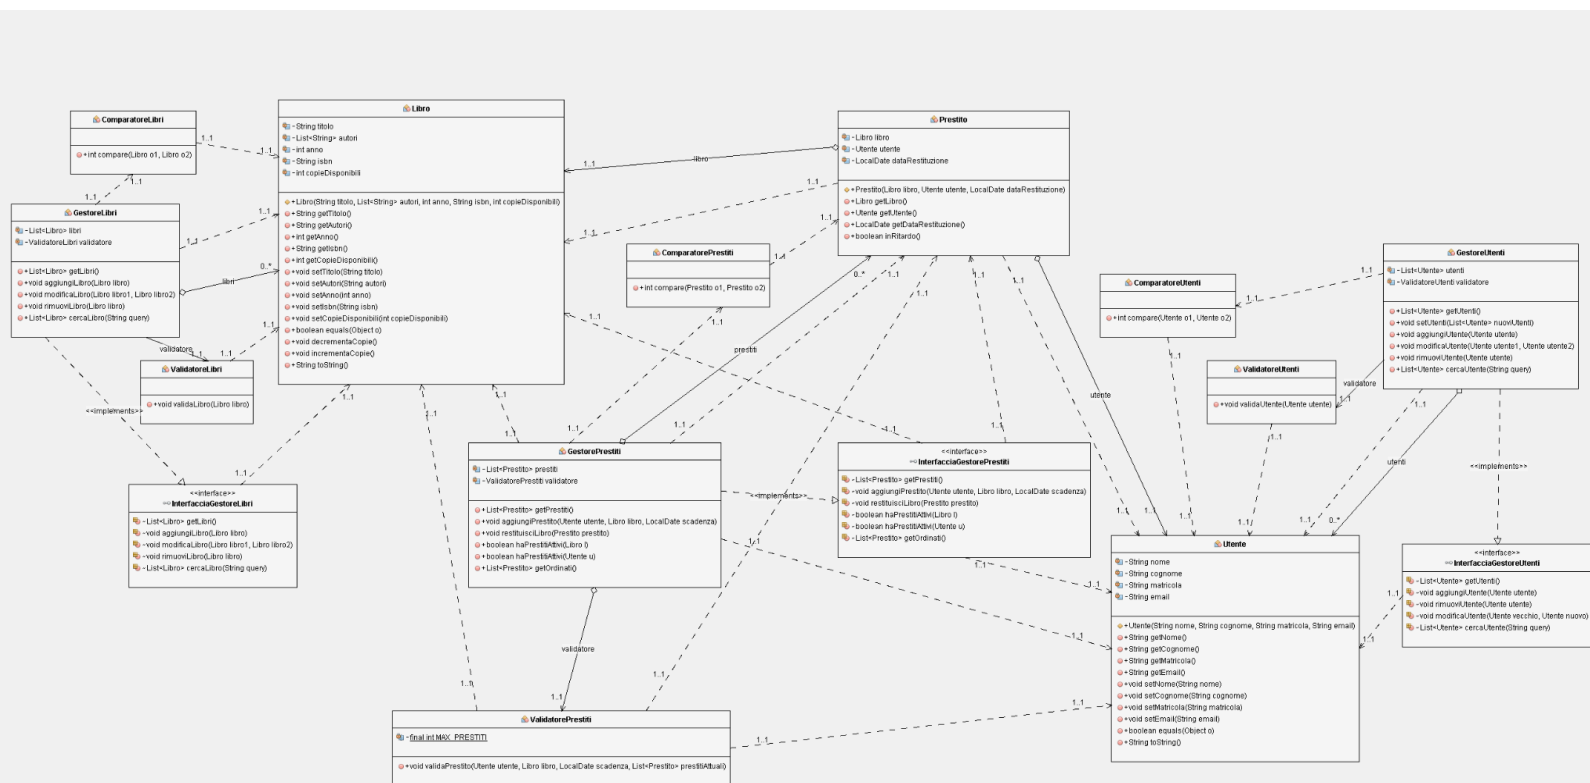 ComparatoreLibri
+int compare(Libro o1, Libro o2)
Libro
-String titolo
-List<String> autori
-int anno
-String isbn
-int copieDisponibili
+Libro(String titolo, List<String> autori, int anno, String isbn, int copieDisponibili)
+String getTitolo()
+String getAutori()
+int getAnno()
+String getIsbn()
+int getCopieDisponibili()
+void setTitolo(String titolo)
+void setAutori(String autori)
+void setAnno(int anno)
+void setIsbn(String isbn)
+void setCopieDisponibili(int copieDisponibili)
+boolean equals(Object o)
+void decrementaCopie()
+void incrementaCopie()
+String toString()
Prestito
-Libro libro
-Utente utente
-LocalDate dataRestituzione
+Prestito(Libro libro, Utente utente, LocalDate dataRestituzione)
+Libro getLibro()
+Utente getUtente()
+LocalDate getDataRestituzione()
+boolean inRitardo()
GestoreLibri
-List<Libro> libri
-ValidatoreLibri validatore
+List<Libro> getLibri()
+void aggiungiLibro(Libro libro)
+void modificaLibro(Libro libro1, Libro libro2)
+void rimuoviLibro(Libro libro)
+List<Libro> cercaLibro(String query)
ComparatorePrestiti
+int compare(Prestito o1, Prestito o2)
ComparatoreUtenti
+int compare(Utente o1, Utente o2)
GestoreUtenti
-List<Utente> utenti
-ValidatoreUtenti validatore
+List<Utente> getUtenti()
+void setUtenti(List<Utente> nuoviUtenti)
+void aggiungiUtente(Utente utente)
+void modificaUtente(Utente utente1, Utente utente2)
+void rimuoviUtente(Utente utente)
+List<Utente> cercaUtente(String query)
ValidatoreLibri
+void validaLibro(Libro libro)
ValidatoreUtenti
+void validaUtente(Utente utente)
<<interface>>
InterfacciaGestoreLibri
-List<Libro> getLibri()
-void aggiungiLibro(Libro libro)
-void modificaLibro(Libro libro1, Libro libro2)
-void rimuoviLibro(Libro libro)
-List<Libro> cercaLibro(String query)
GestorePrestiti
-List<Prestito> prestiti
-ValidatorePrestiti validatore
+List<Prestito> getPrestiti()
+void aggiungiPrestito(Utente utente, Libro libro, LocalDate scadenza)
+void restituisciLibro(Prestito prestito)
+boolean haPrestitiAttivi(Libro l)
+boolean haPrestitiAttivi(Utente u)
+List<Prestito> getOrdinati()
<<interface>>
InterfacciaGestorePrestiti
-List<Prestito> getPrestiti()
-void aggiungiPrestito(Utente utente, Libro libro, LocalDate scadenza)
-void restituisciLibro(Prestito prestito)
-boolean haPrestitiAttivi(Libro l)
-boolean haPrestitiAttivi(Utente u)
-List<Prestito> getOrdinati()
Utente
-String nome
-String cognome
-String matricola
-String email
+Utente(String nome, String cognome, String matricola, String email)
+String getNome()
+String getCognome()
+String getMatricola()
+String getEmail()
+void setNome(String nome)
+void setCognome(String cognome)
+void setMatricola(String matricola)
+void setEmail(String email)
+boolean equals(Object o)
+String toString()
<<interface>>
InterfacciaGestoreUtenti
-List<Utente> getUtenti()
-void aggiungiUtente(Utente utente)
-void rimuoviUtente(Utente utente)
-void modificaUtente(Utente vecchio, Utente nuovo)
-List<Utente> cercaUtente(String query)
ValidatorePrestiti
-final int MAX_PRESTITI
+void validaPrestito(Utente utente, Libro libro, LocalDate scadenza, List<Prestito> prestitiAttuali)
libro
libri
validatore
<<implements>>
prestiti
utente
<<implements>>
validatore
validatore
utenti
<<implements>>
1..1
0..*